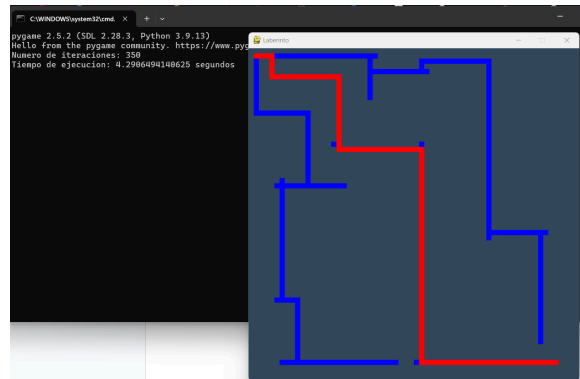 C:\WINDOWS\system32\cmd.
pygame 2.5.2 (SDL 2.28.3, Python 3.9.13)
Hello from the pygame community. https://www.pyg
Numero de iteraciones: 350
Tiempo de ejecucion: 4.2906494140625 segundos
Laberinto